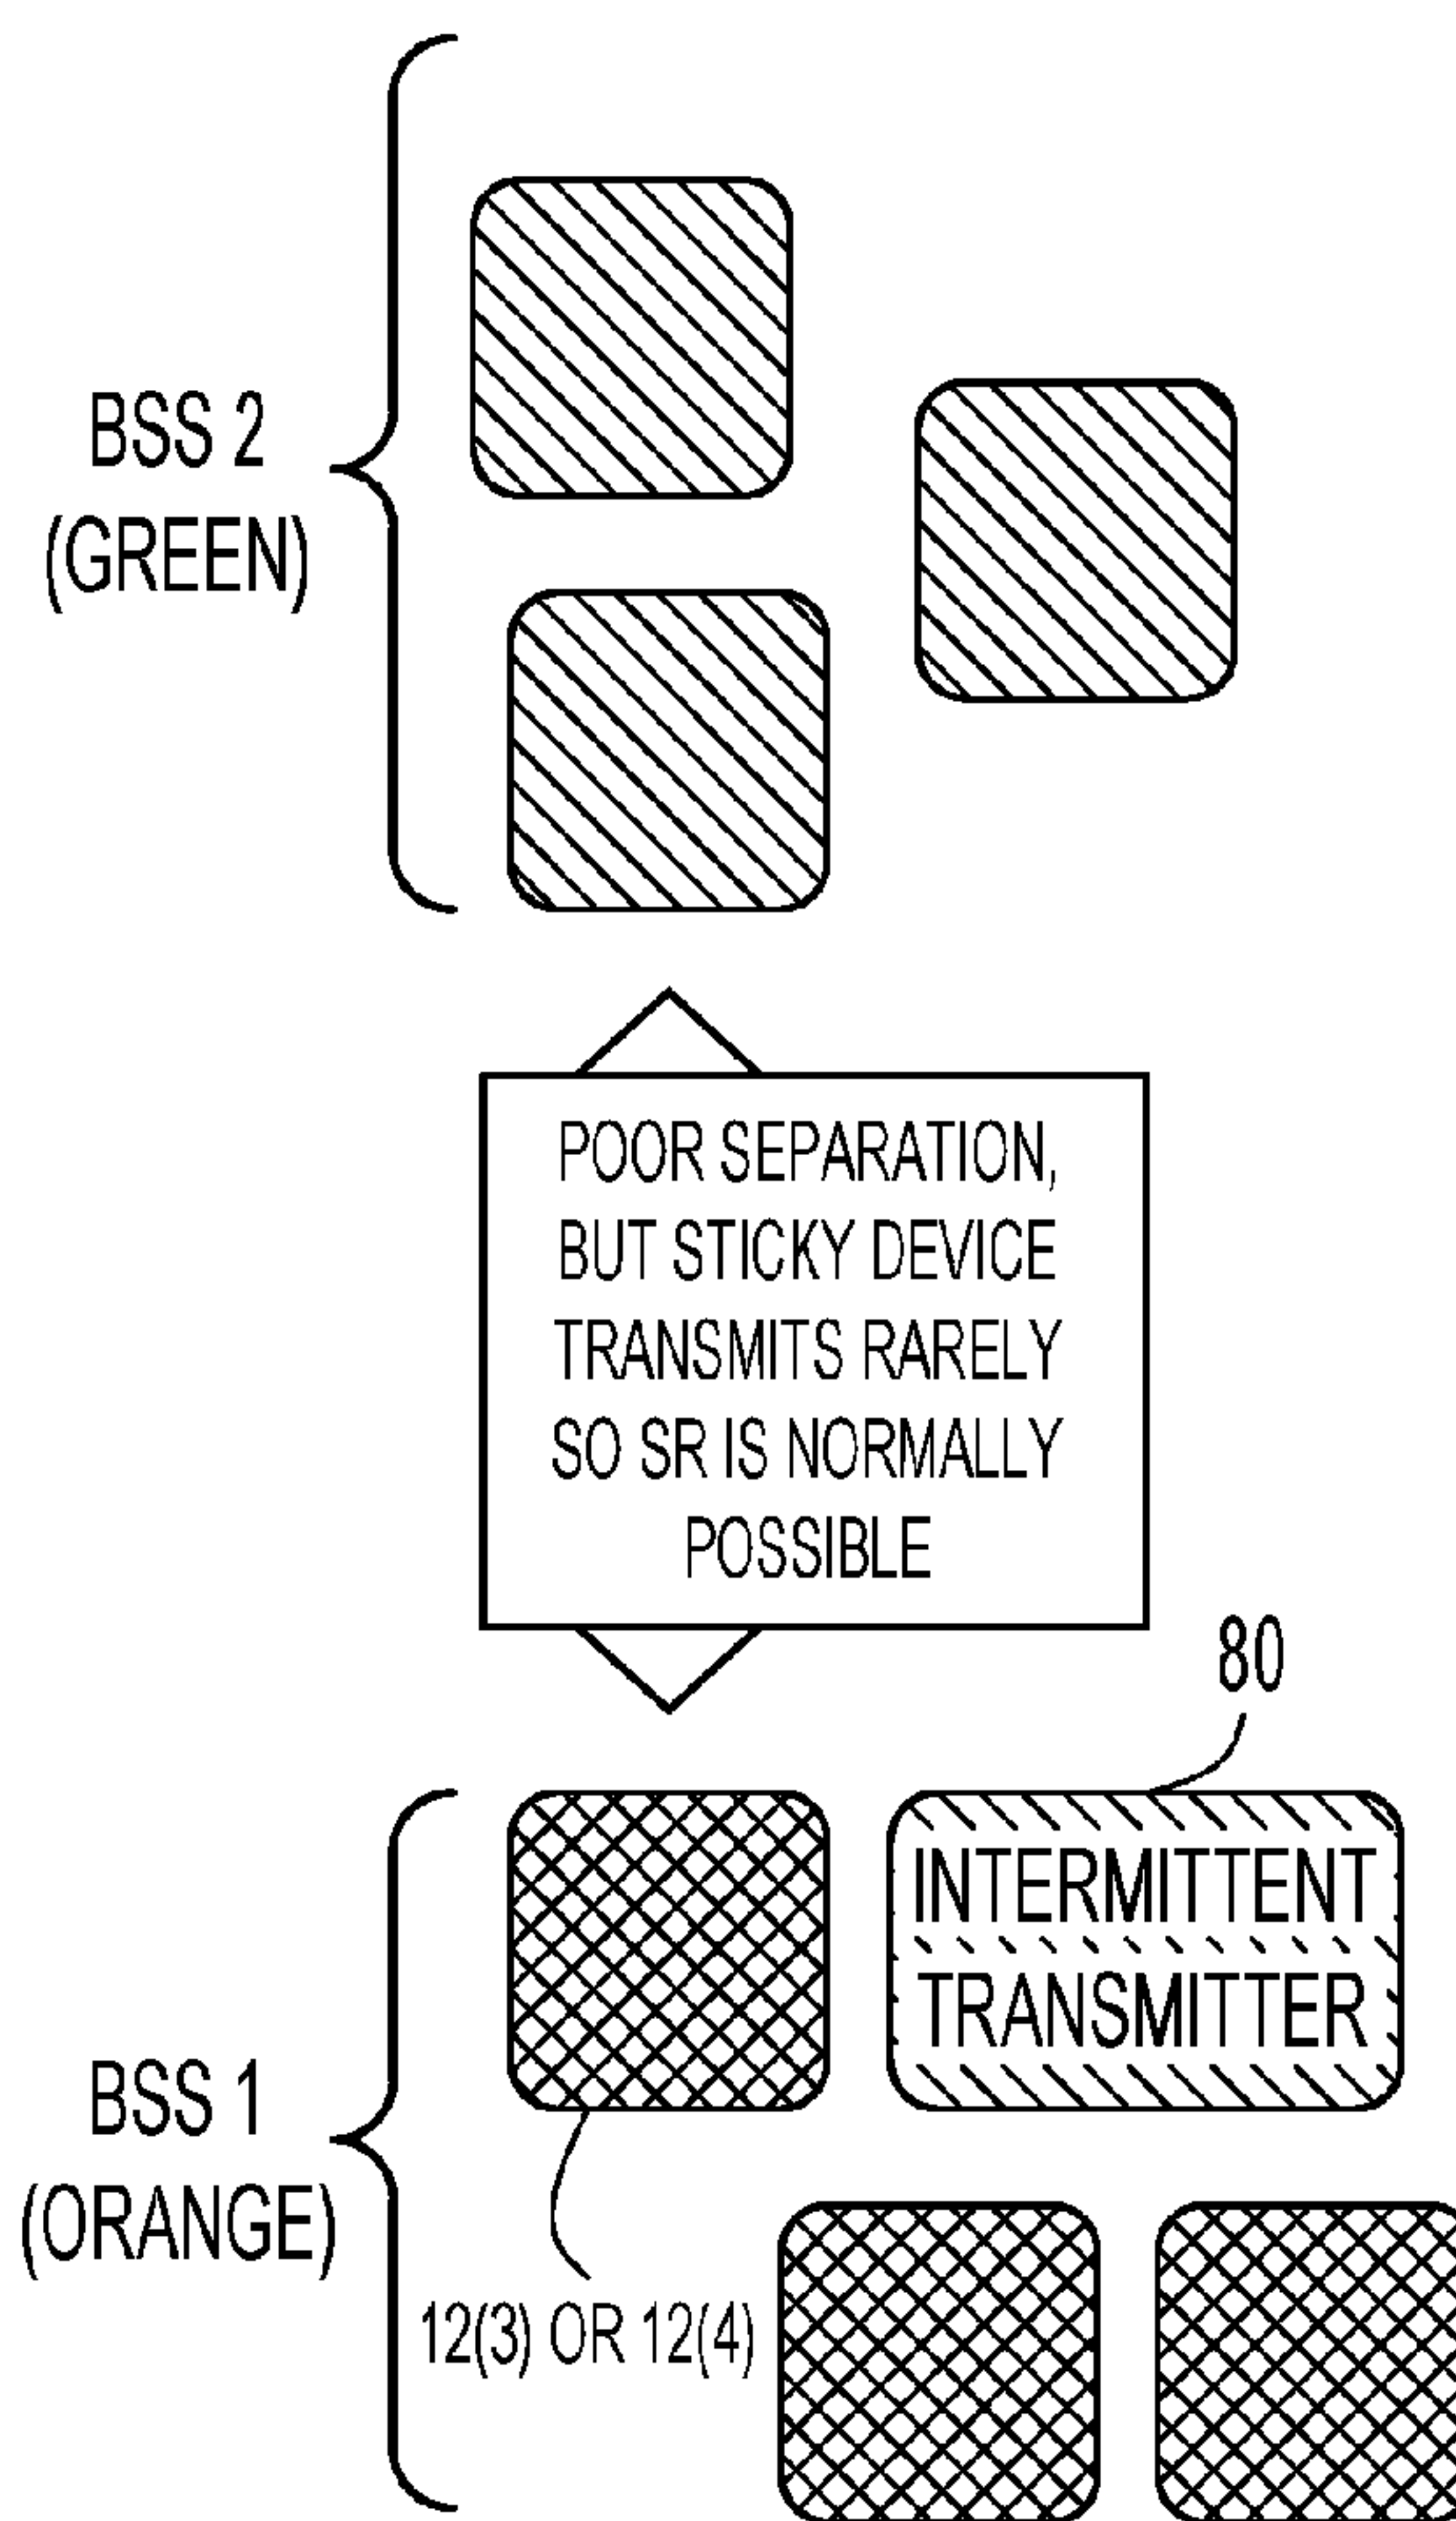 BSS 2
(GREEN)
POOR SEPARATION,
BUT STICKY DEVICE
TRANSMITS RARELY
SO SR IS NORMALLY
POSSIBLE
80
INTERMITTENT
TRANSMITTER
BSS 1
(ORANGE)
12(3) OR 12(4)